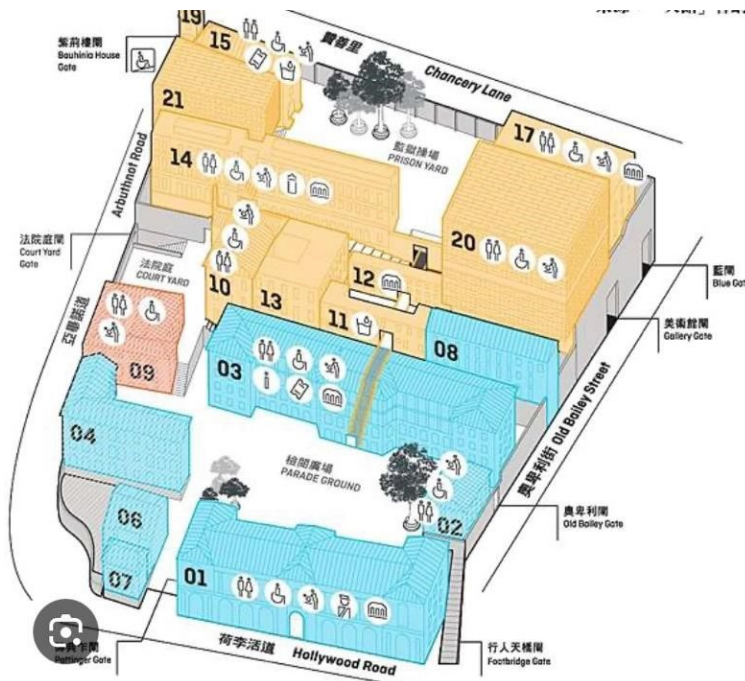 19
15
贊善里
Chancery Lane
紫荊樓閘
Bauhinia House
Gate
21
17
監獄操場
PRISON YARD
14
Arbuthnot Road
法院庭閘
Court Yard
Gate
法院庭
COURT YARD
20
12
10
13
11
藍閘
Blue Gat
亞畢諾道
美術館閘
Gallery Gate
08
03
09
奧卑利街 Old Bailey Street
04
檢閱廣場
PARADE GROUND
02
奧卑利閘
Old Bailey Gate
06
07
01
Pottinger Gate
荷李活道
Hollywood Road
行人天橋閘
Footbridge Gate